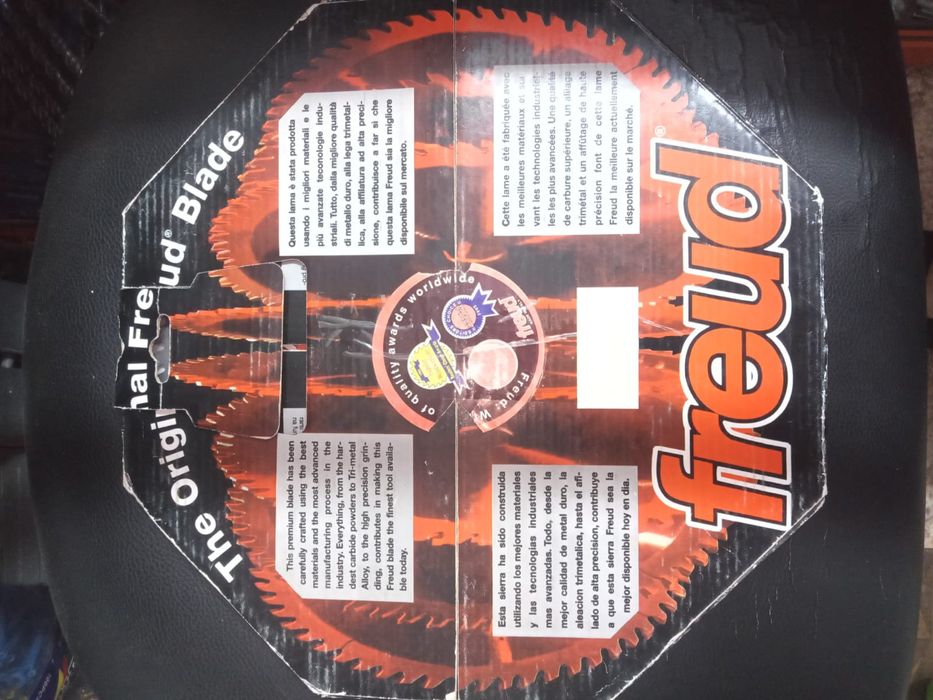 The Origi
nal Fre
ud® Blade
This premium blade has been
carefully crafted using the best
materials and the most advanced
manufacturing process in the
industry. Everything, from the har-
dest carbide powders to Tri-metal
Alloy, to the high precision grin-
ding, contributes in making this
Freud blade the finest tool availa-
ble today.
Questa lama è stata prodotta
usando i migliori materiali e le
più avanzate teconologie indu-
striali. Tutto, dalla migliore qualità
di metallo duro, alla lega trimetal-
lica, alla affilatura ad alta preci-
sione, contribuisce a far sì che
questa lama Freud sia la migliore
disponibile sul mercato.
of quality awards worldwide
Freud: W
freud
Esta sierra ha sido construida
utilizando los mejores materiales
y las tecnologias industriales
mas avanzadas. Todo, desde la
mejor calidad de metal duro, la
aleacion trimetalica, hasta el afi-
lado de alta precision, contribuye
a que esta sierra Freud sea la
mejor disponible hoy en dia.
Cette lame a été fabriquée avec
les meilleures matériaux et sui
vant les technologies industriel-
les les plus avancées. Une qualité
de carbure supérieure, un alliage
trimétal et un affûtage de haute
précision font de cette lame
Freud la meilleure actuellement
disponible sur le marché.
freud®